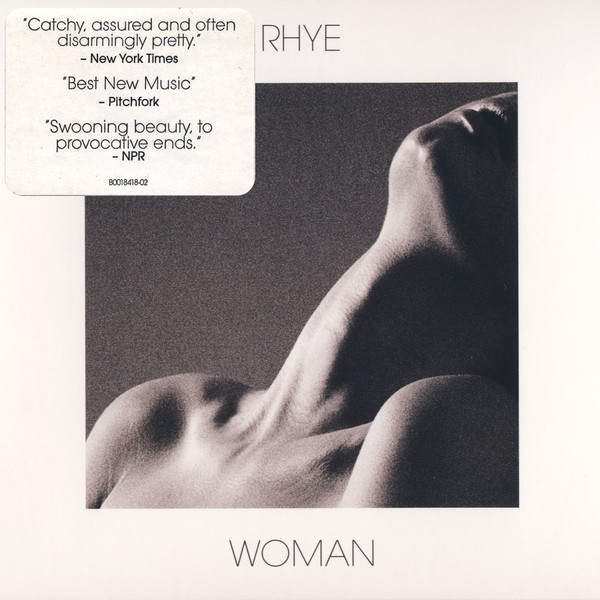 "Catchy, assured and often
disarmingly pretty."
– New York Times
"Best New Music"
– Pitchfork
"Swooning beauty, to
provocative ends."
– NPR
B0018418-02
RHYE
WOMAN